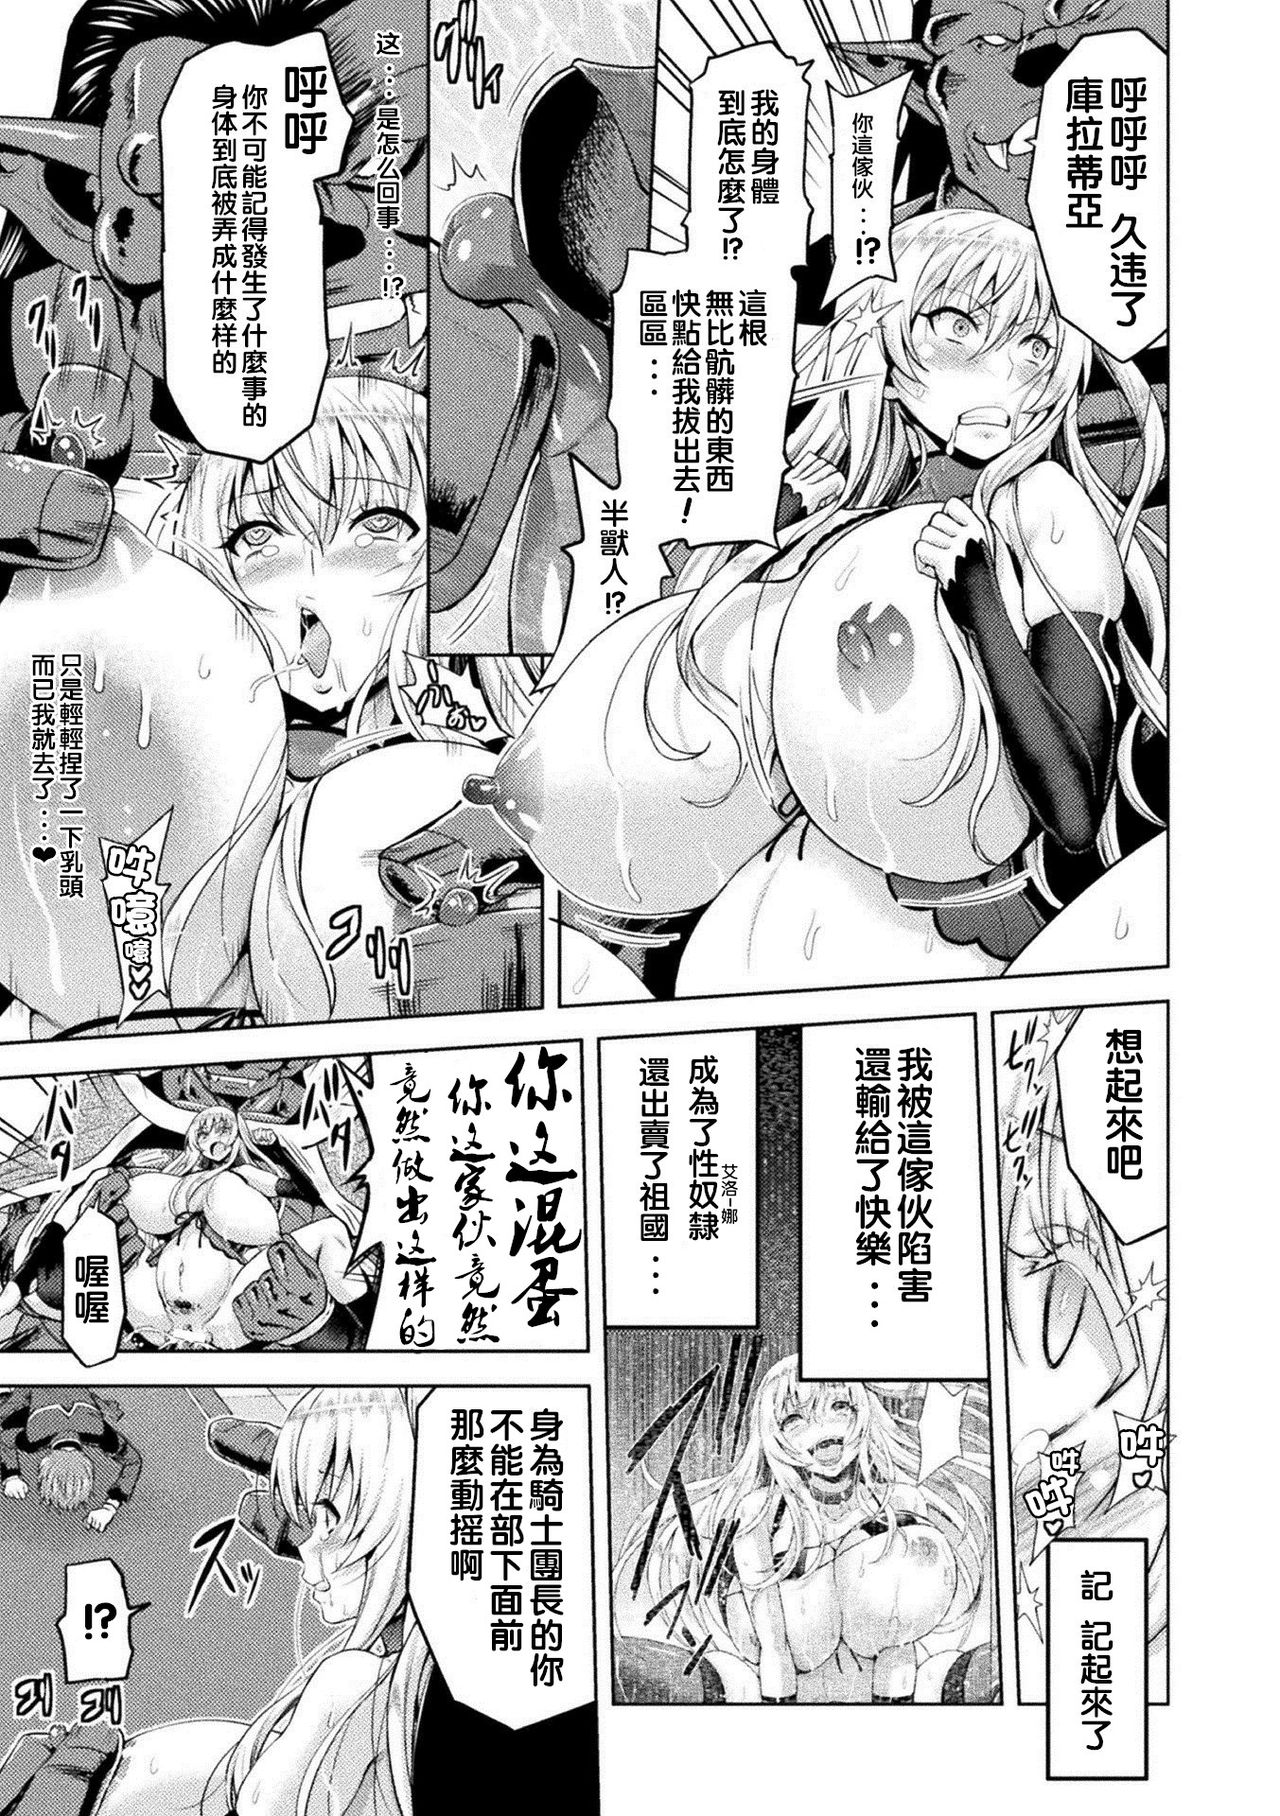 呼呼呼 久违了
庫拉蒂亞
你這傢伙...!?
我的身體
到底怎麼了!?
這根
無比骯髒的東西
快點給我拔出去!
區區...
半獸人!?
这...是怎么回事...!?
呼呼
你不可能記得發生了什麼事的
身体到底被弄成什麼样的
只是輕輕捏了一下乳頭
而已我就去了...❤
咿噫
噫♥
想起來吧
咿♥
咿咕♥
記 記起來了
我被這傢伙陷害
還輸給了快樂...
成為了性奴隸
艾洛-娜
還出賣了祖國...
你这混蛋
你这家伙竟然
竟然做出这样的
喔喔
身為騎士團長的你
不能在部下面前
那麼動摇啊
!?